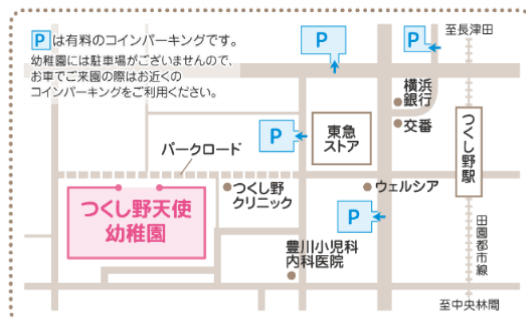 Pは有料のコインパーキングです。
幼稚園には駐車場がございませんので、
お車でご来園の際はお近くの
コインパーキングをご利用ください。
P
P
至長津田
横浜
銀行
交番
つくし野駅
P
東急
ストア
パークロード
つくし野
クリニック
ウェルシア
つくし野天使
幼稚園
P
豊川小児科
内科医院
田園都市線
至中央林間